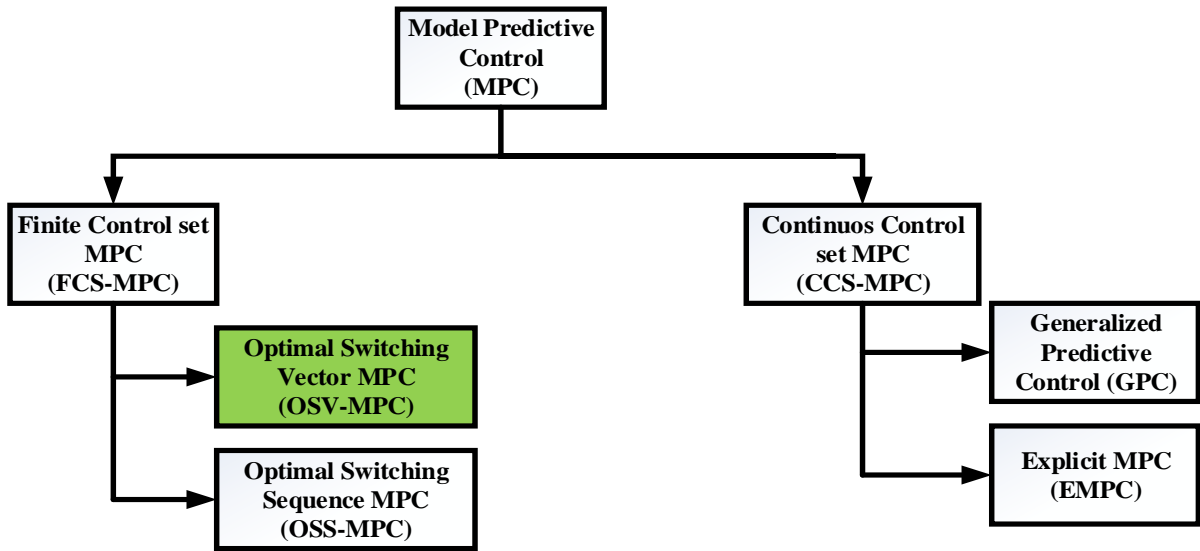 Model Predictive
Control
(MPC)
Finite Control set
MPC
(FCS-MPC)
Continuos Control
set MPC
(CCS-MPC)
Optimal Switching
Vector MPC
(OSV-MPC)
Optimal Switching
Sequence MPC
(OSS-MPC)
Generalized
Predictive
Control (GPC)
Explicit MPC
(EMPC)